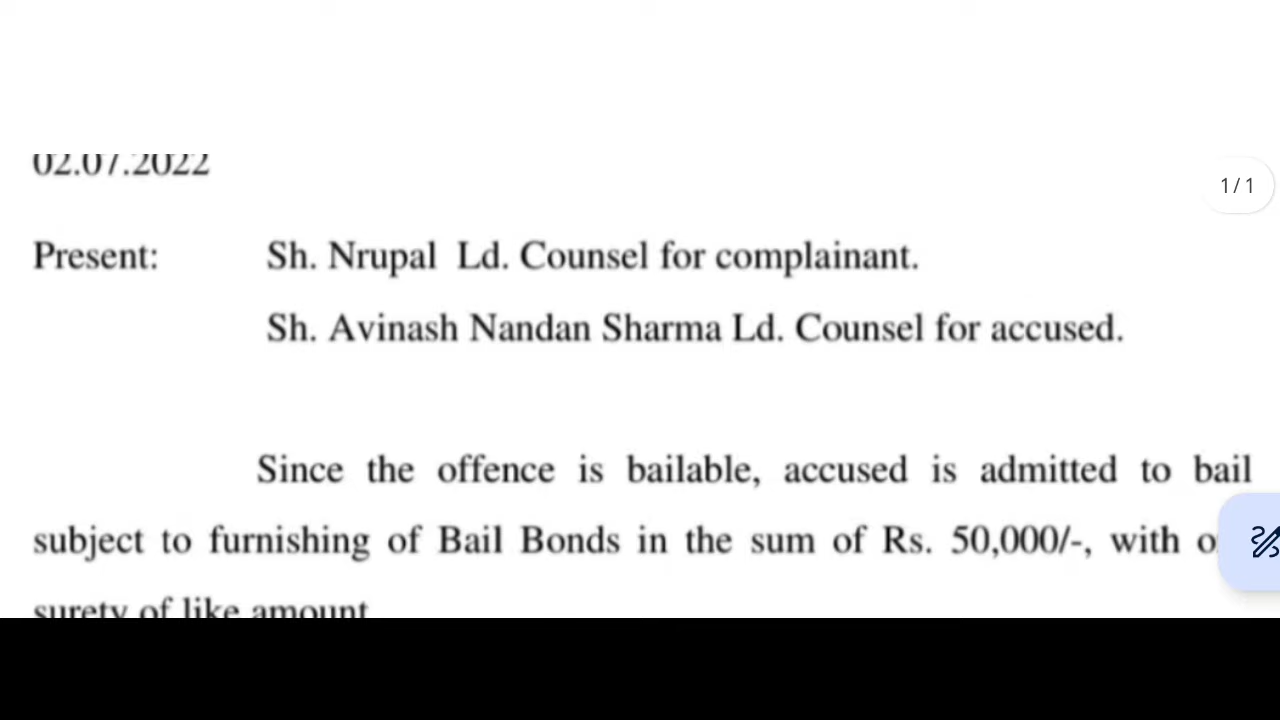 02.07.2022
1 / 1
Present: Sh. Nrupal Ld. Counsel for complainant.
Sh. Avinash Nandan Sharma Ld. Counsel for accused.
Since the offence is bailable, accused is admitted to bail
subject to furnishing of Bail Bonds in the sum of Rs. 50,000/-, with
surety of like amount